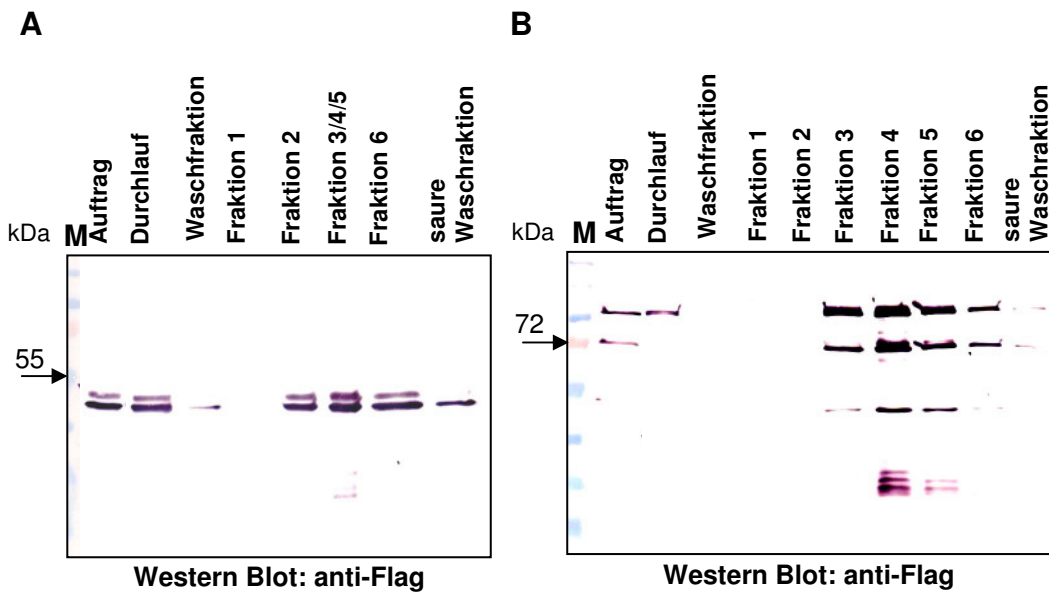 A
kDa
M
Auftrag
Durchlauf
Waschfraktion
Fraktion 1
Fraktion 2
Fraktion 3/4/5
Fraktion 6
saure
Waschfraktion
55
Western Blot: anti-Flag
B
kDa
M
Auftrag
Durchlauf
Waschfraktion
Fraktion 1
Fraktion 2
Fraktion 3
Fraktion 4
Fraktion 5
Fraktion 6
saure
Waschraktion
72
Western Blot: anti-Flag